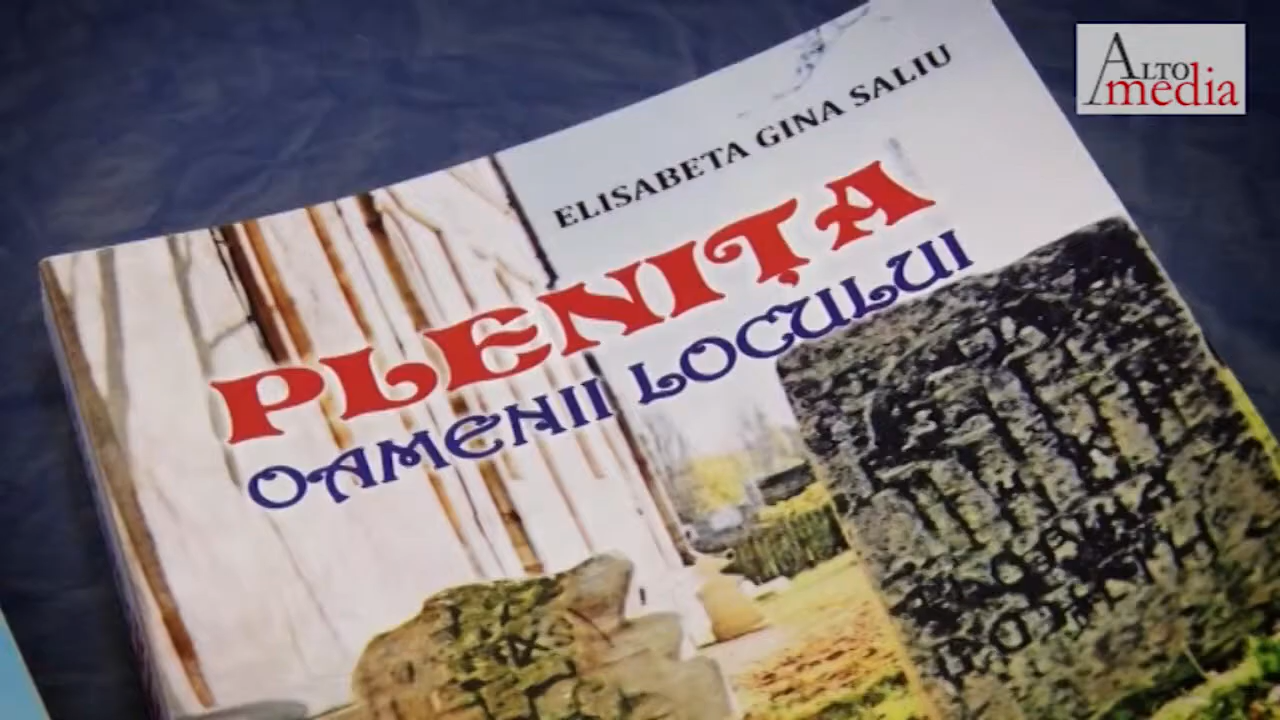 ALTO
media
ELISABETA GINA SALIU
PLENIȚA
OAMENII LOCULUI